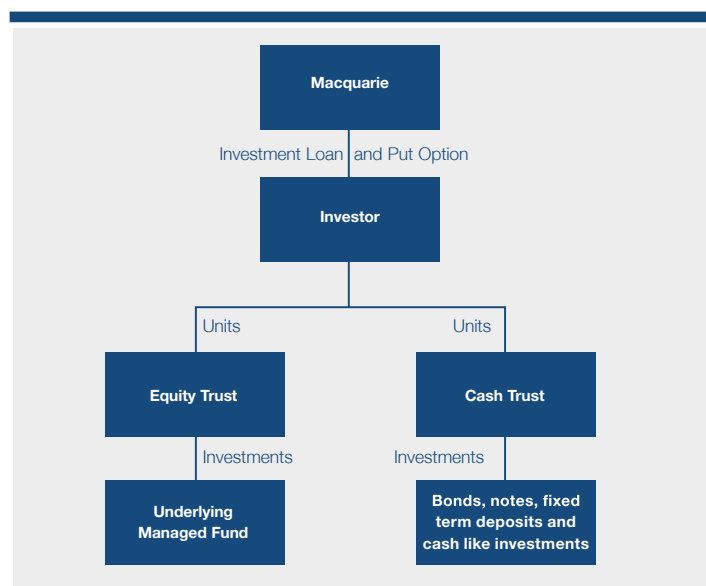 Macquarie
Investment Loan and Put Option
Investor
Units Units
Equity Trust Cash Trust
Investments Investments
Underlying
Managed Fund
Bonds, notes, fixed
term deposits and
cash like investments